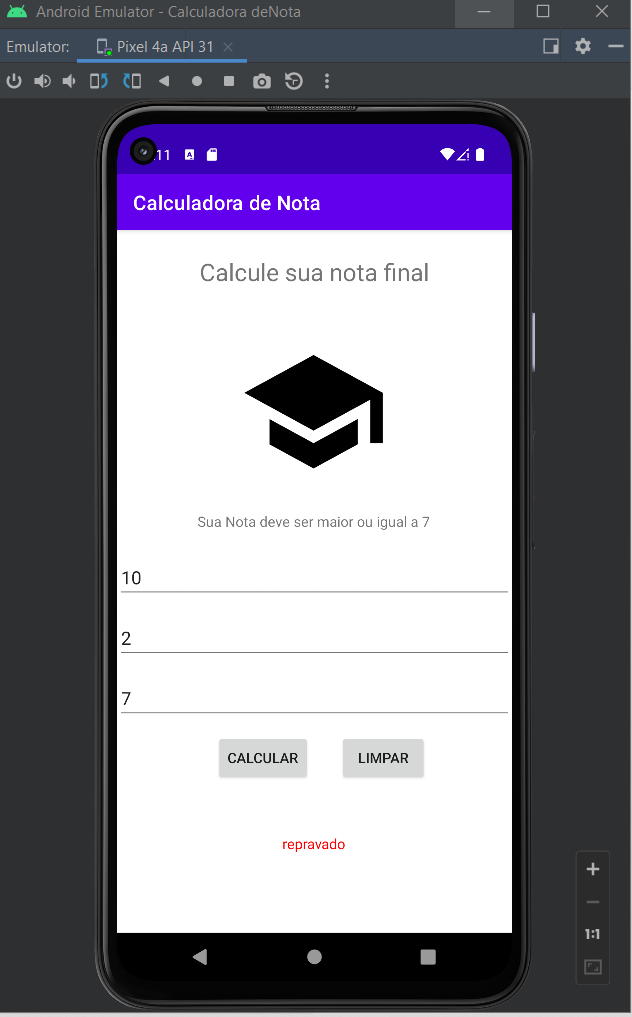 Android Emulator - Calculadora deNota
Emulator: Pixel 4a API 31
11
Calculadora de Nota
Calcule sua nota final
Sua Nota deve ser maior ou igual a 7
10
2
7
CALCULAR LIMPAR
repravado
1:1